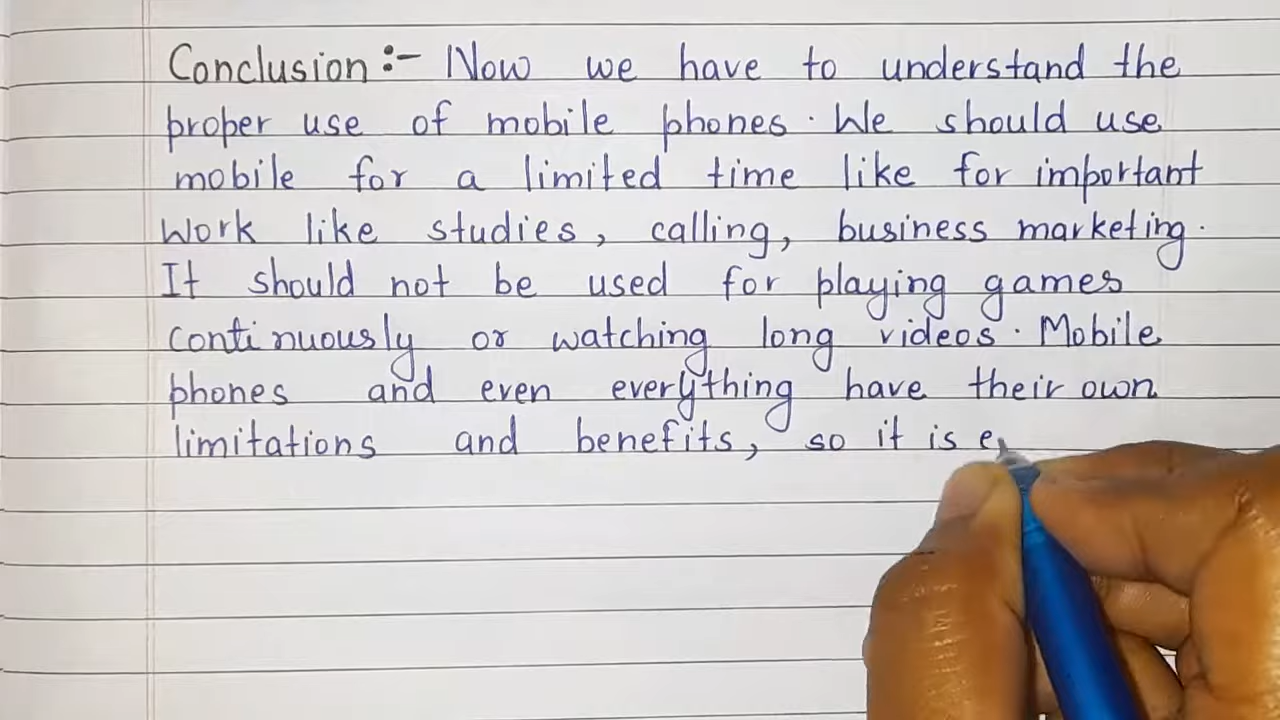 Conclusion :- Now we have to understand the
proper use of mobile phones. We should use
mobile for a limited time like for important
work like studies, calling, business marketing.
It should not be used for playing games
continuously or watching long videos. Mobile
phones and even everything have their own
limitations and benefits, so it is e